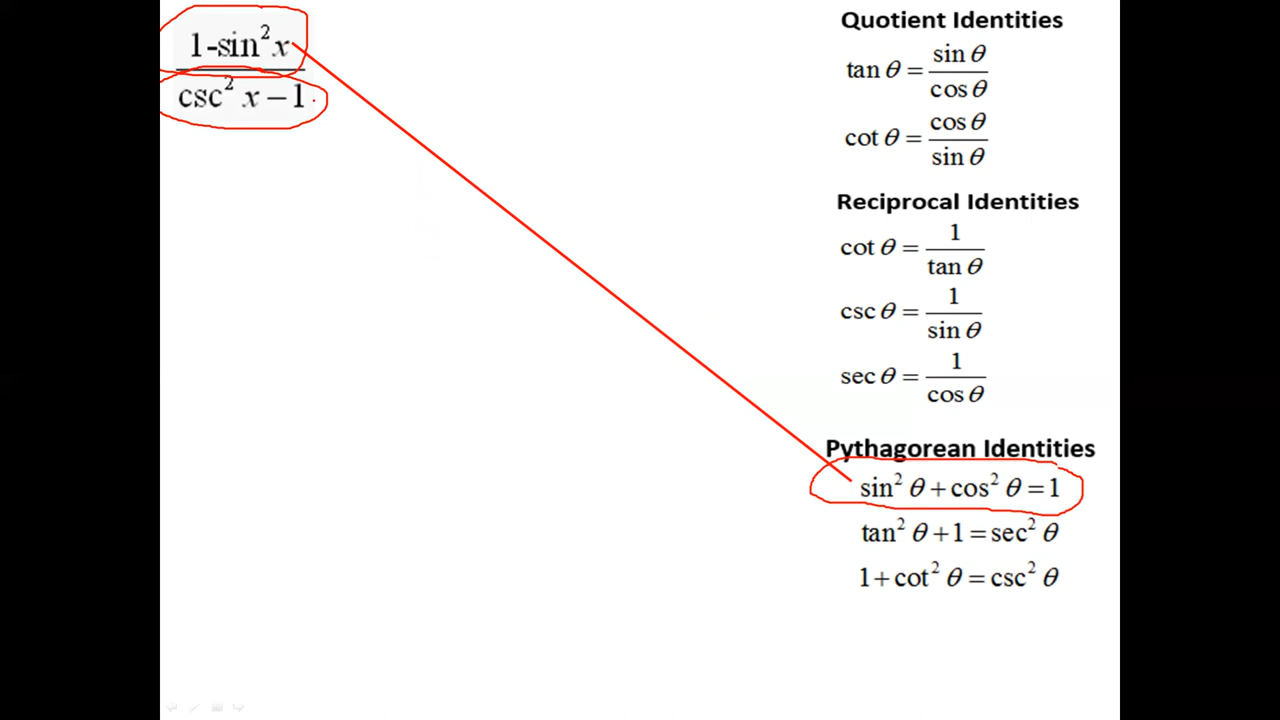 1-sin²x
csc² x − 1
Quotient Identities
tan θ = sin θ / cos θ
cot θ = cos θ / sin θ
Reciprocal Identities
cot θ = 1 / tan θ
csc θ = 1 / sin θ
sec θ = 1 / cos θ
Pythagorean Identities
sin² θ + cos² θ = 1
tan² θ + 1 = sec² θ
1 + cot² θ = csc² θ